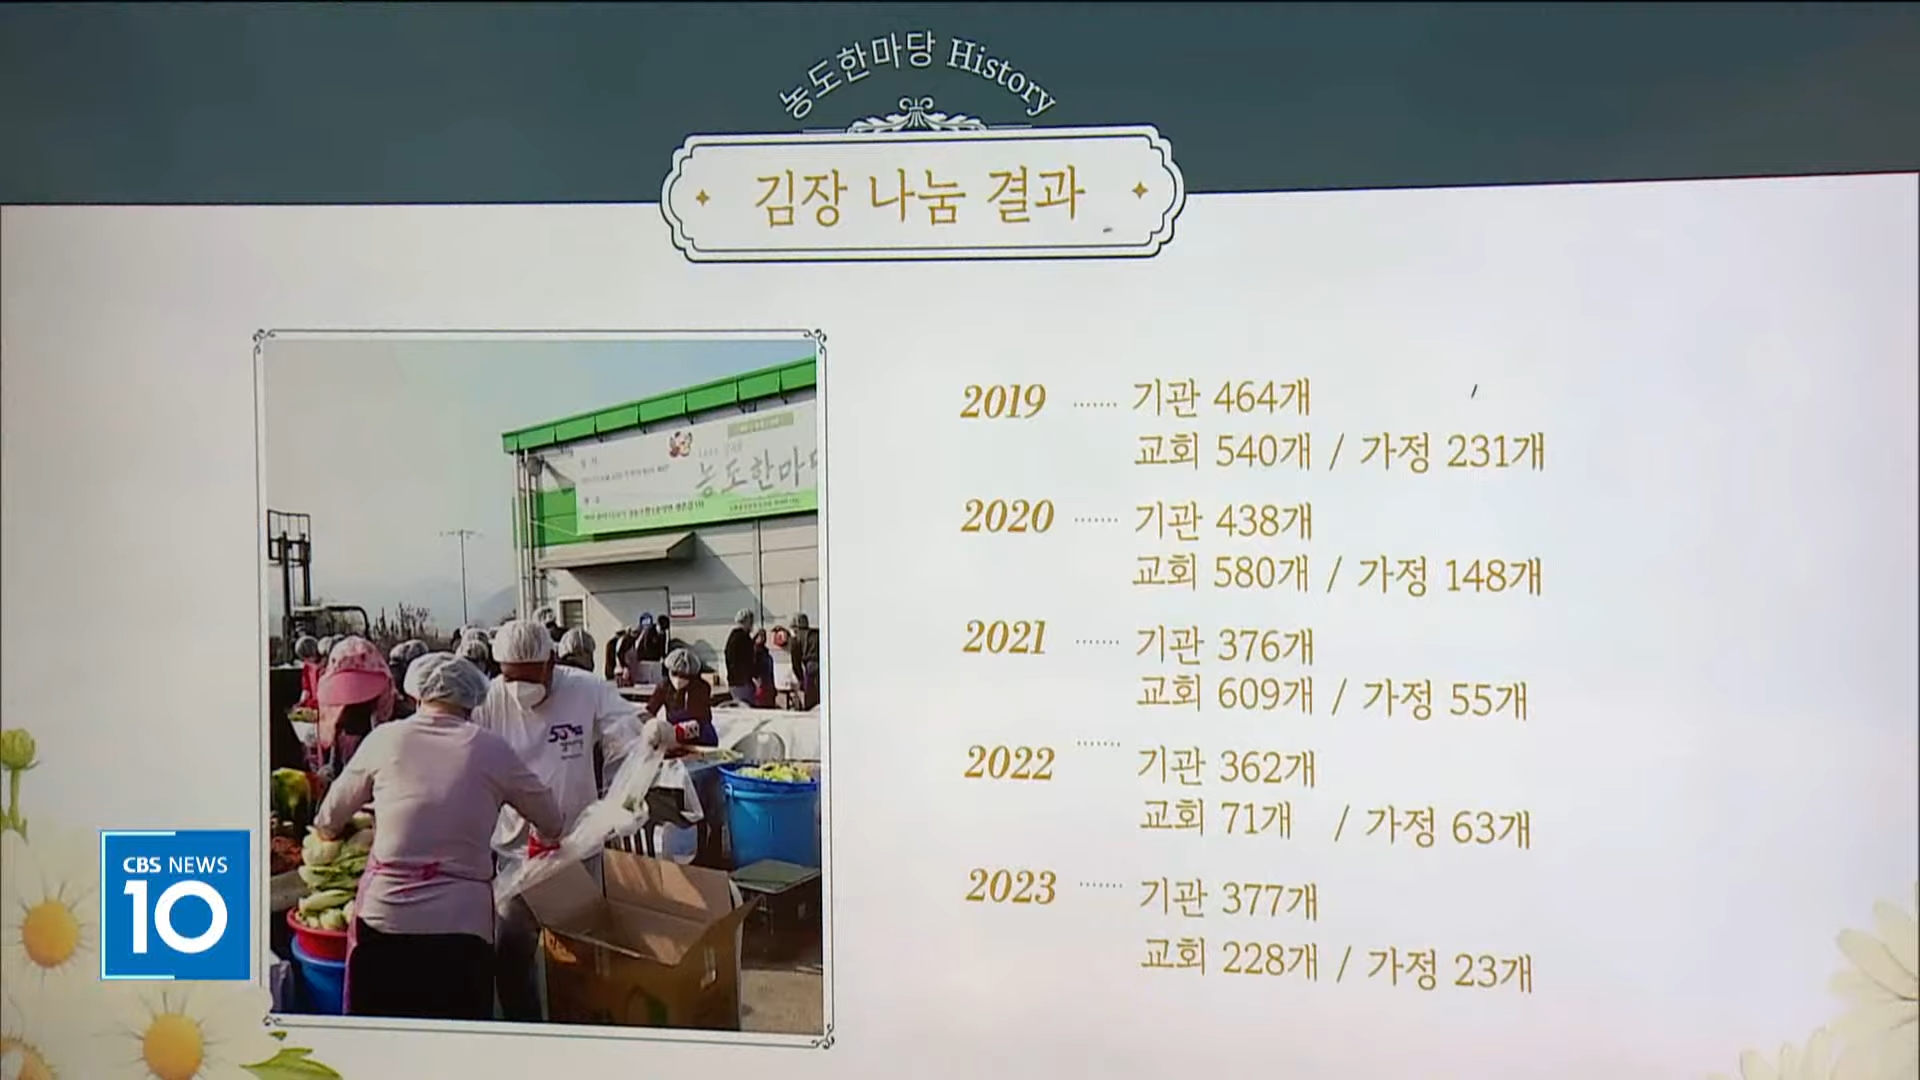 농도한마당 History
김장 나눔 결과
농도한마
2019 ······· 기관 464개
교회 540개 / 가정 231개
2020 ······· 기관 438개
교회 580개 / 가정 148개
2021 ······· 기관 376개
교회 609개 / 가정 55개
2022 ······· 기관 362개
교회 71개 / 가정 63개
2023 ······· 기관 377개
교회 228개 / 가정 23개
CBS NEWS
10